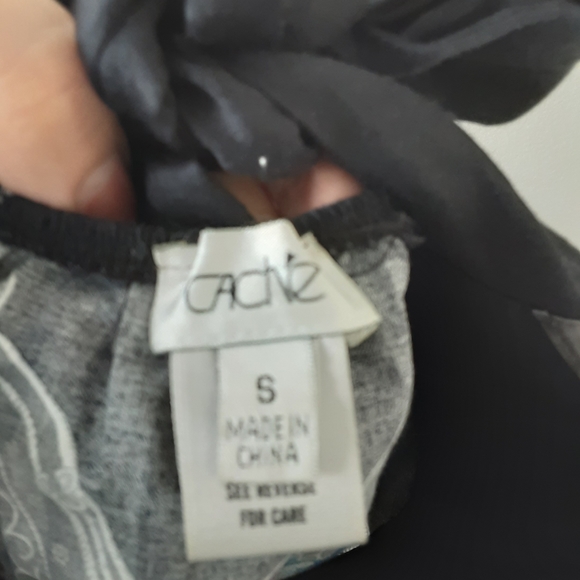 CACHE
S
MADE IN
CHINA
SEE REVERSE
FOR CARE